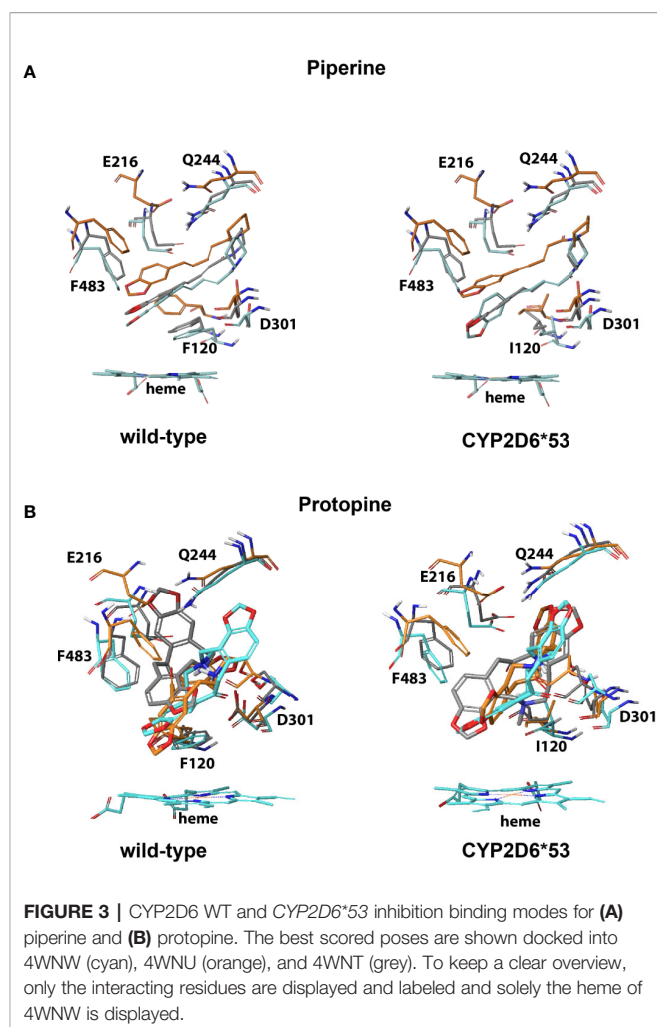 A
Piperine
E216
Q244
E216
Q244
F483
F483
D301
D301
F120
I120
heme
heme
wild-type
CYP2D6*53
B
Protopine
E216
Q244
Q244
E216
F483
F483
D301
D301
F120
I120
heme
heme
wild-type
CYP2D6*53
FIGURE 3 | CYP2D6 WT and CYP2D6*53 inhibition binding modes for (A)
piperine and (B) protopine. The best scored poses are shown docked into
4WNW (cyan), 4WNU (orange), and 4WNT (grey). To keep a clear overview,
only the interacting residues are displayed and labeled and solely the heme of
4WNW is displayed.